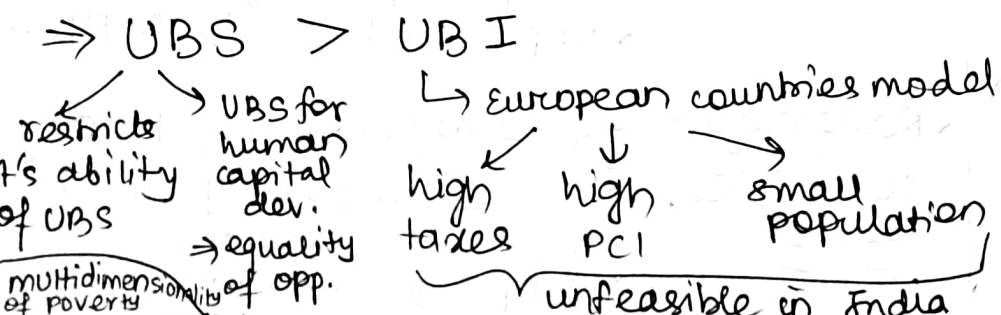 ⇒ UBS > UBI
↳ European countries model
restricts
t's ability
of UBS
UBS for
human
capital
dev.
⇒ equality
of opp.
high
taxes
high
PCI
small
population
multidimensionality
of poverty
unfeasible in India